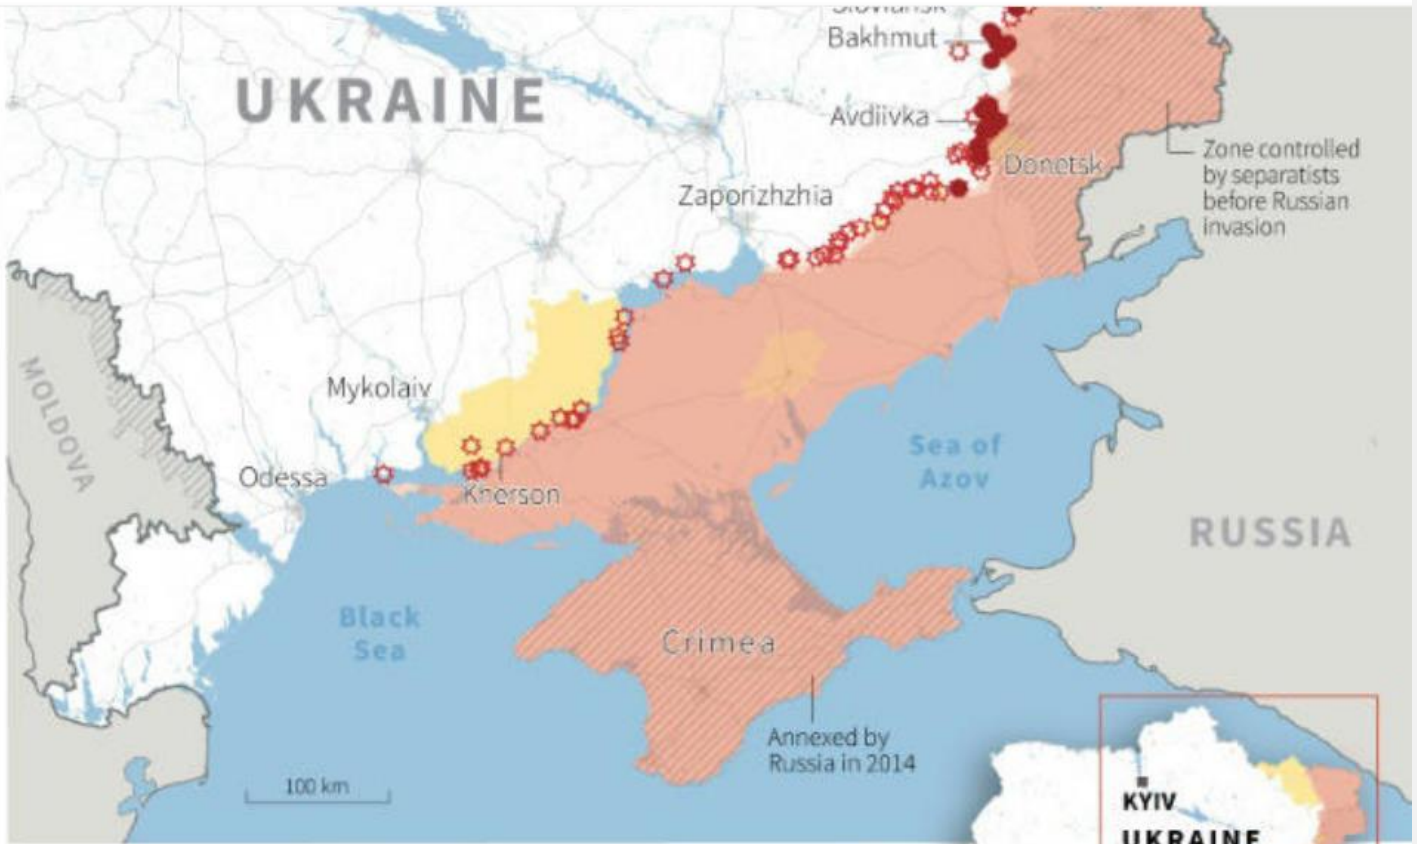 Sloviansk
Bakhmut
UKRAINE
Avdiivka
Donetsk
Zone controlled
by separatists
before Russian
invasion
Zaporizhzhia
MOLDOVA
Mykolaiv
Odessa
Kherson
Sea of
Azov
RUSSIA
Black
Sea
Crimea
Annexed by
Russia in 2014
100 km
KYIV
UKRAINE